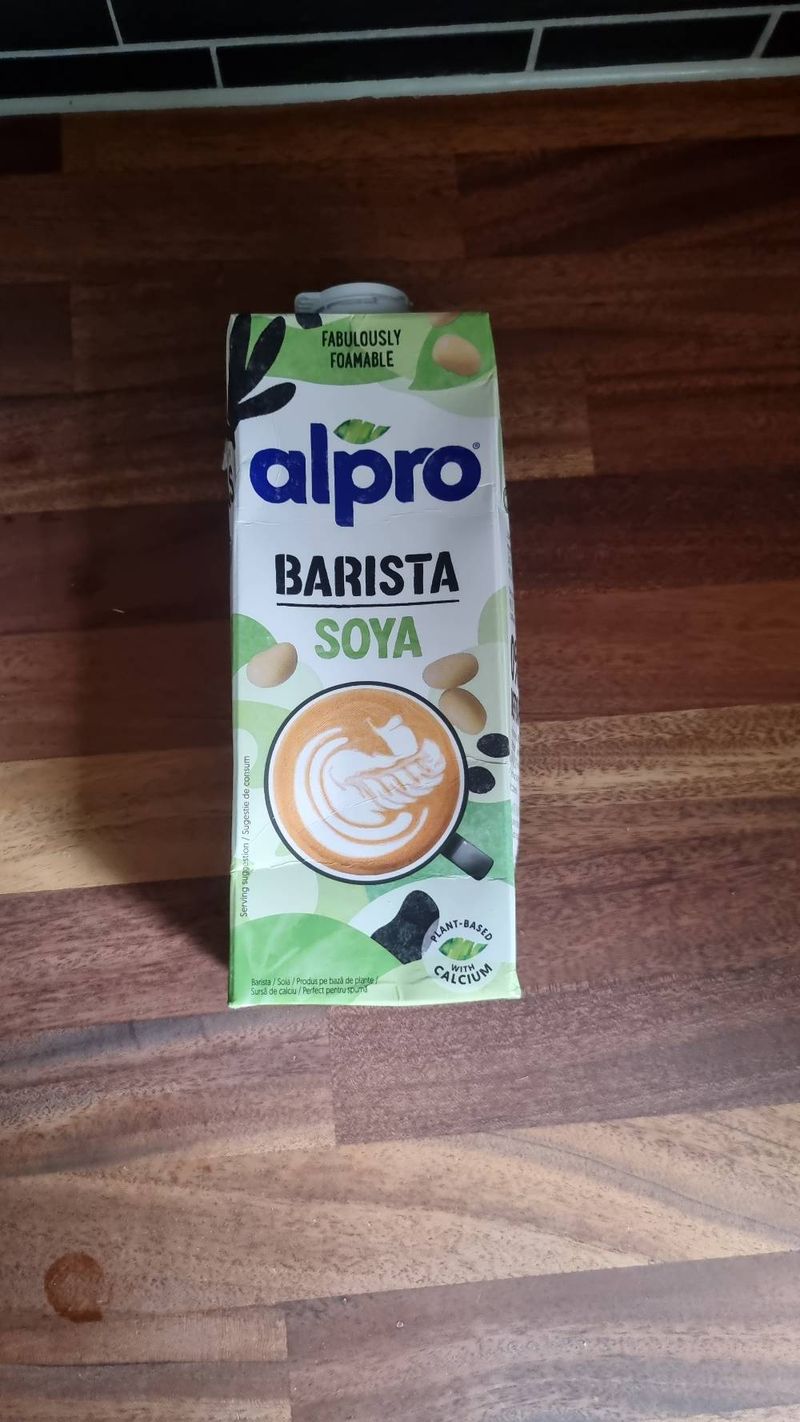 FABULOUSLY
FOAMABLE
alpro®
BARISTA
SOYA
Serving suggestion / Sugestie de consum
PLANT-BASED
WITH
CALCIUM
Barista / Soia / Produs pe bază de plante /
Sursă de calciu / Perfect pentru spumă